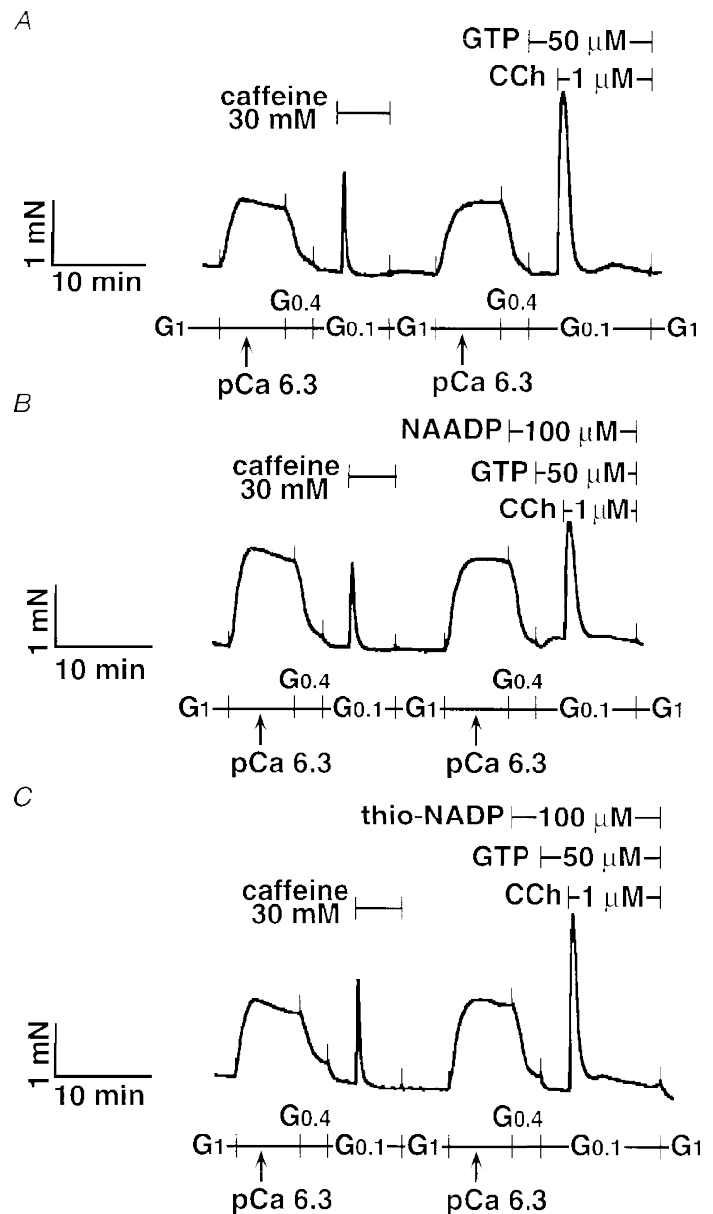 A
GTP 50 μM
CCh 1 μM
caffeine
30 mM
1 mN
10 min
G0.4 G0.4
G1 G0.1 G1 G0.1 G1
pCa 6.3 pCa 6.3
B
NAADP 100 μM
caffeine
30 mM
GTP 50 μM
CCh 1 μM
1 mN
10 min
G0.4 G0.4
G1 G0.1 G1 G0.1 G1
pCa 6.3 pCa 6.3
C
thio-NADP 100 μM
GTP 50 μM
caffeine
30 mM
CCh 1 μM
1 mN
10 min
G0.4 G0.4
G1 G0.1 G1 G0.1 G1
pCa 6.3 pCa 6.3